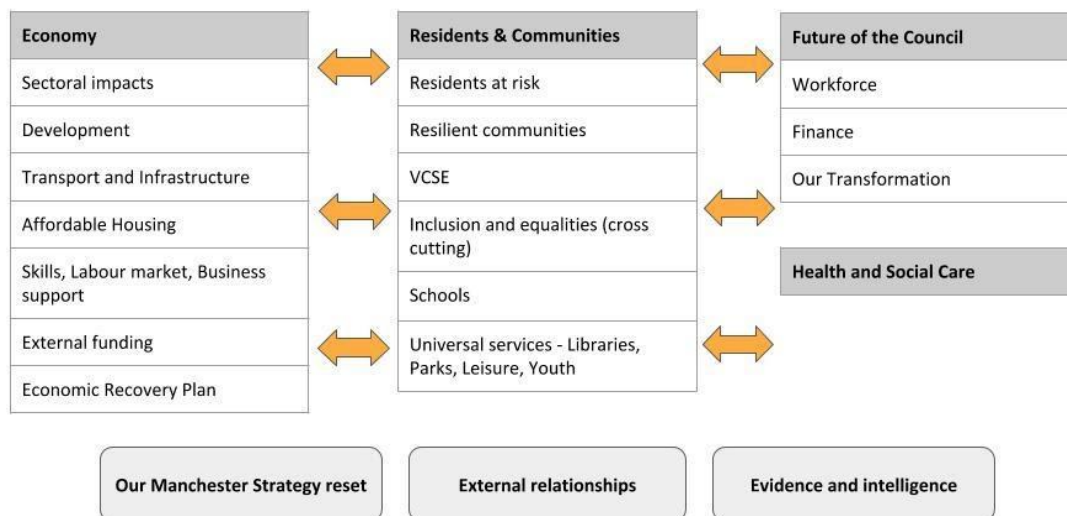 Economy
Sectoral impacts
Development
Transport and Infrastructure
Affordable Housing
Skills, Labour market, Business
support
External funding
Economic Recovery Plan
Residents & Communities
Residents at risk
Resilient communities
VCSE
Inclusion and equalities (cross
cutting)
Schools
Universal services - Libraries,
Parks, Leisure, Youth
Future of the Council
Workforce
Finance
Our Transformation
Health and Social Care
Our Manchester Strategy reset
External relationships
Evidence and intelligence